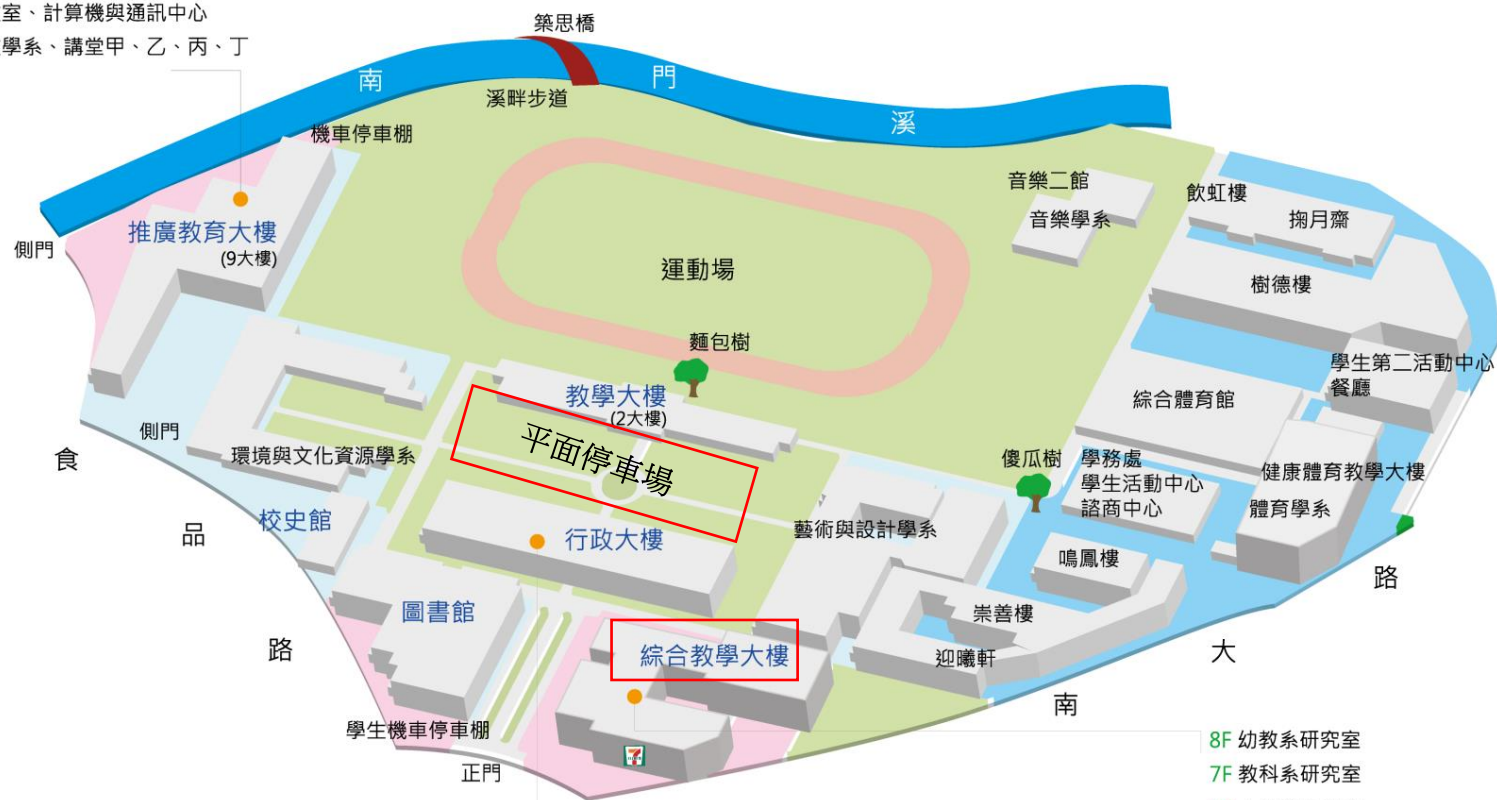 室、計算機與通訊中心
學系、講堂甲、乙、丙、丁
築思橋
南
門
溪
溪畔步道
機車停車棚
側門
推廣教育大樓
(9大樓)
運動場
音樂二館
音樂學系
飲虹樓
掬月齋
樹德樓
麵包樹
教學大樓
(2大樓)
平面停車場
學生第二活動中心
餐廳
綜合體育館
側門
環境與文化資源學系
食
品
路
校史館
行政大樓
藝術與設計學系
傻瓜樹
學務處
學生活動中心
諮商中心
健康體育教學大樓
體育學系
鳴鳳樓
圖書館
崇善樓
迎曦軒
綜合教學大樓
路
大
南
學生機車停車棚
正門
7
8F 幼教系研究室
7F 教科系研究室